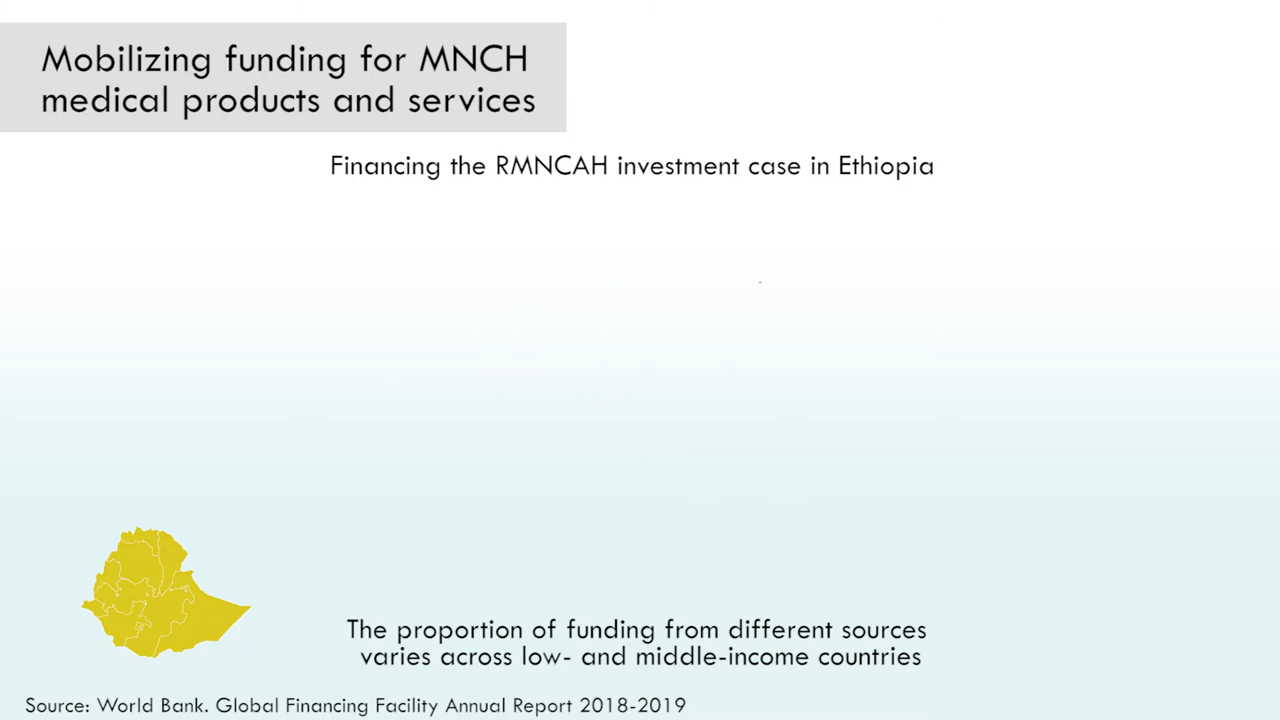 Mobilizing funding for MNCH
medical products and services
Financing the RMNCAH investment case in Ethiopia
The proportion of funding from different sources
varies across low- and middle-income countries
Source: World Bank. Global Financing Facility Annual Report 2018-2019